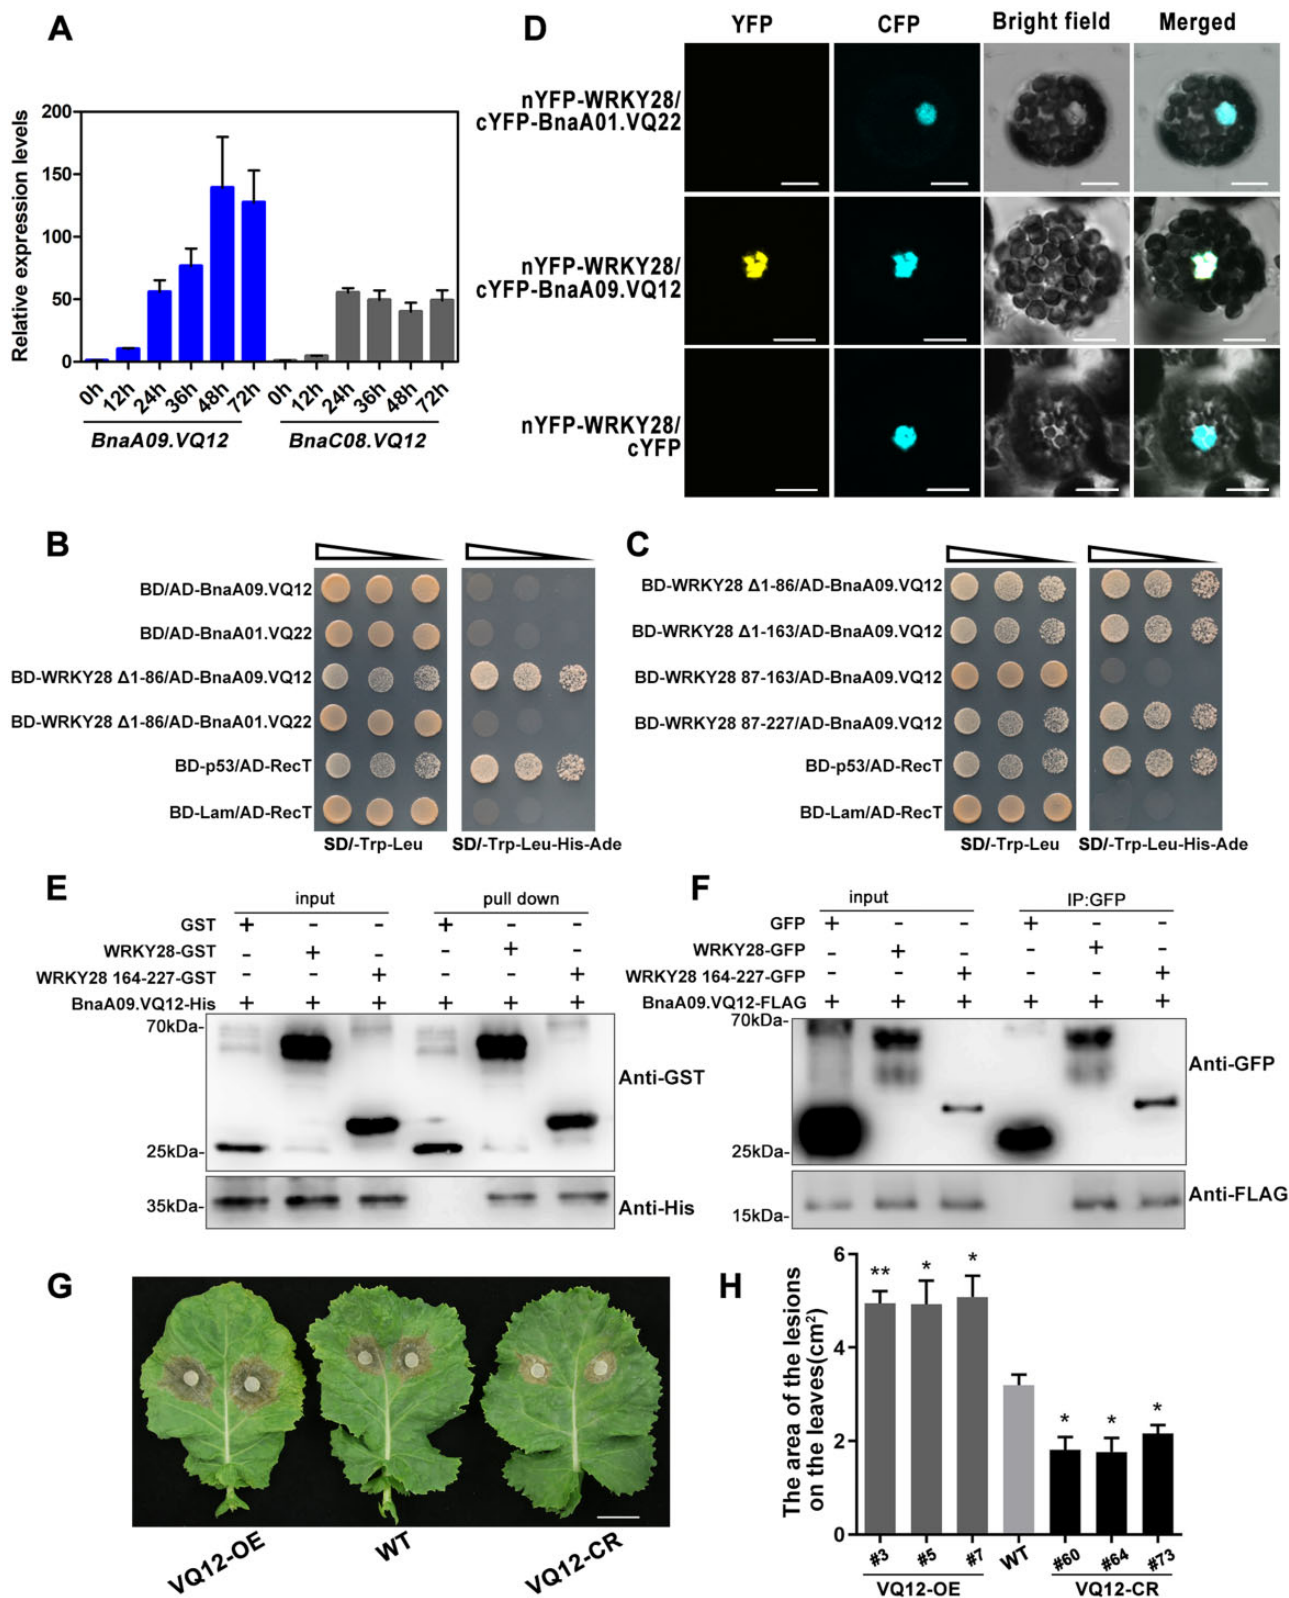 A
Relative expression levels
200
150
100
50
0
0h 12h 24h 36h 48h 72h 0h 12h 24h 36h 48h 72h
BnaA09.VQ12 BnaC08.VQ12
D
YFP CFP Bright field Merged
nYFP-WRKY28/
cYFP-BnaA01.VQ22
nYFP-WRKY28/
cYFP-BnaA09.VQ12
nYFP-WRKY28/
cYFP
B
BD/AD-BnaA09.VQ12
BD/AD-BnaA01.VQ22
BD-WRKY28 Δ1-86/AD-BnaA09.VQ12
BD-WRKY28 Δ1-86/AD-BnaA01.VQ22
BD-p53/AD-RecT
BD-Lam/AD-RecT
SD/-Trp-Leu SD/-Trp-Leu-His-Ade
C
BD-WRKY28 Δ1-86/AD-BnaA09.VQ12
BD-WRKY28 Δ1-163/AD-BnaA09.VQ12
BD-WRKY28 87-163/AD-BnaA09.VQ12
BD-WRKY28 87-227/AD-BnaA09.VQ12
BD-p53/AD-RecT
BD-Lam/AD-RecT
SD/-Trp-Leu SD/-Trp-Leu-His-Ade
E
input pull down
GST + - - + - -
WRKY28-GST - + - - + -
WRKY28 164-227-GST - - + - - +
BnaA09.VQ12-His + + + + + +
70kDa-
Anti-GST
25kDa-
35kDa-
Anti-His
F
input IP:GFP
GFP + - - + - -
WRKY28-GFP - + - - + -
WRKY28 164-227-GFP - - + - - +
BnaA09.VQ12-FLAG + + + + + +
70kDa-
Anti-GFP
25kDa-
Anti-FLAG
15kDa-
G
VQ12-OE WT VQ12-CR
H
The area of the lesions
on the leaves(cm²)
6
4
2
0
** * * * * *
#3 #5 #7 WT #60 #64 #73
VQ12-OE VQ12-CR